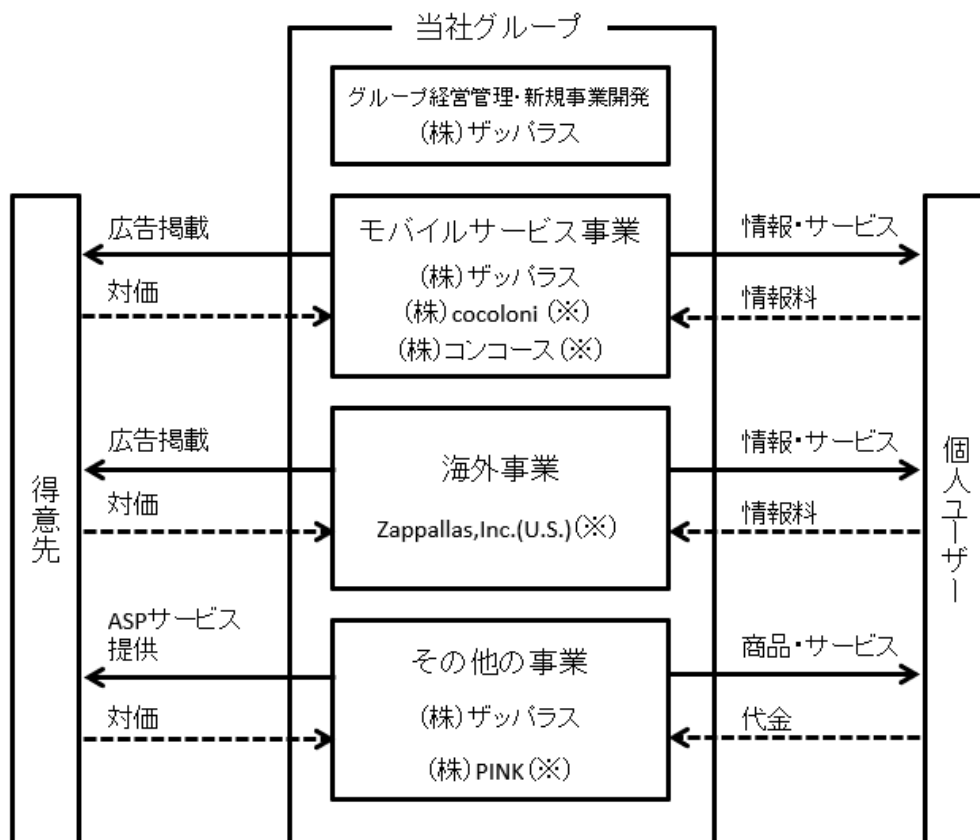 当社グループ
グループ経営管理・新規事業開発
(株)ザッパラス
得意先
広告掲載
対価
モバイルサービス事業
(株)ザッパラス
(株)cocoloni(※)
(株)コンコース(※)
情報・サービス
情報料
広告掲載
対価
海外事業
Zappallas,Inc.(U.S.)(※)
情報・サービス
情報料
ASPサービス
提供
対価
その他の事業
(株)ザッパラス
(株)PINK(※)
商品・サービス
代金
個人ユーザー